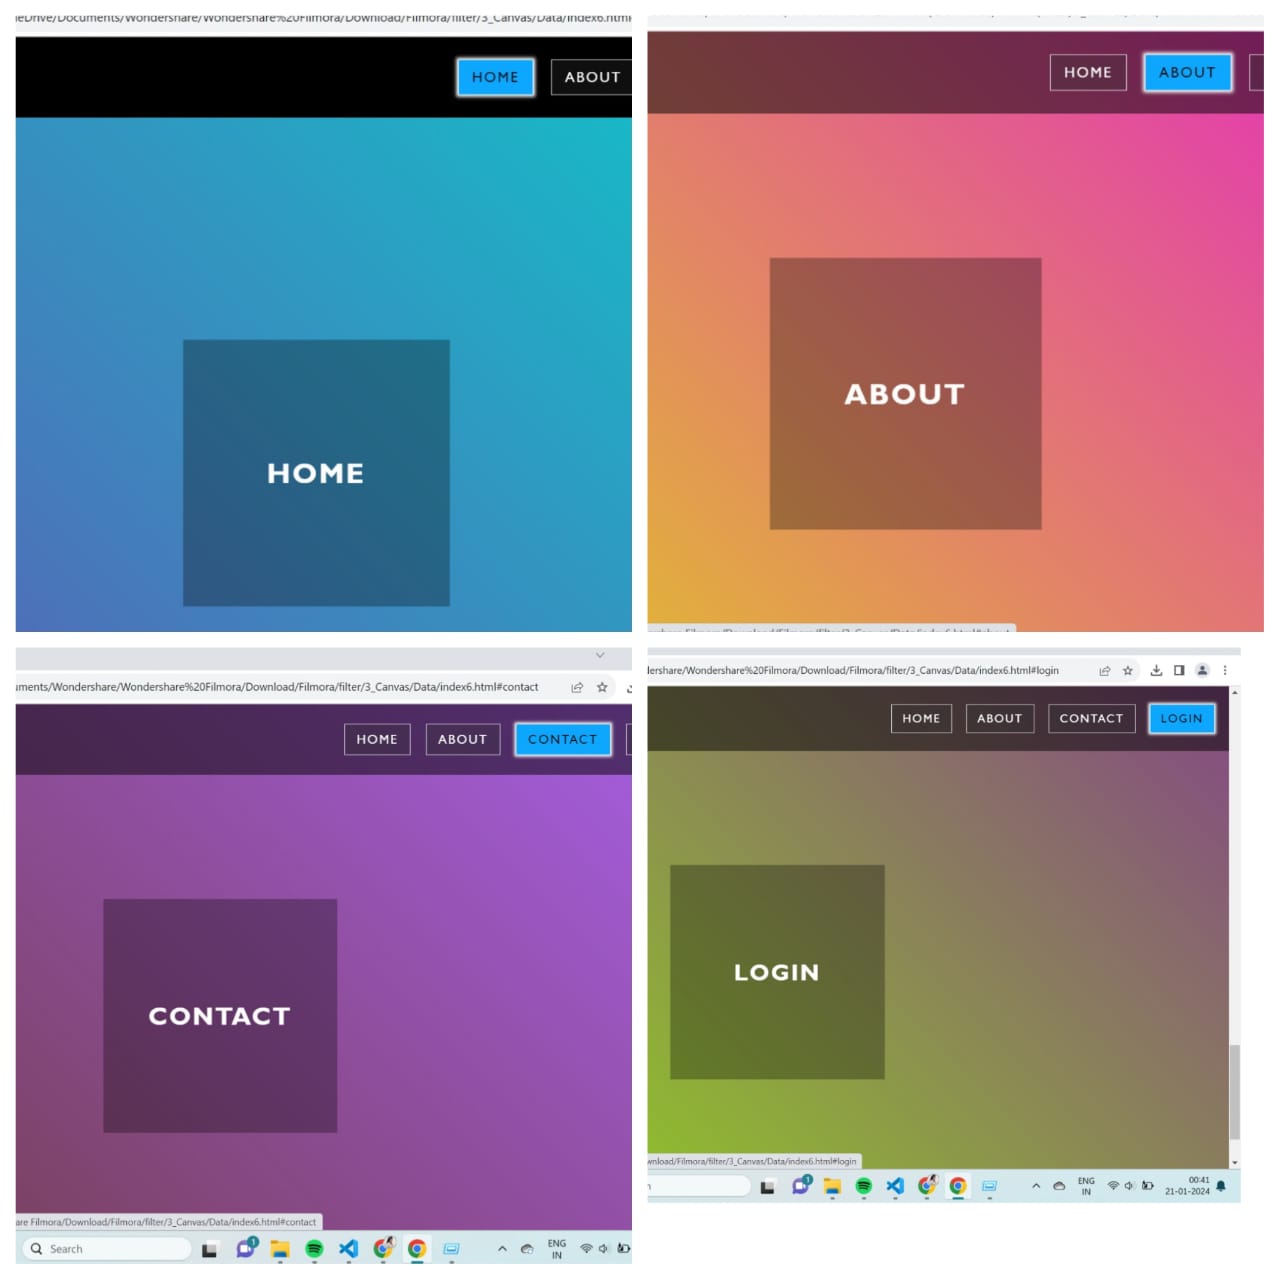 eDrive/Documents/Wondershare/Wondershare%20Filmora/Download/Filmora/filter/3_Canvas/Data/index6.html
HOME
ABOUT
HOME
HOME
ABOUT
ABOUT
uments/Wondershare/Wondershare%20Filmora/Download/Filmora/filter/3_Canvas/Data/index6.html#contact
HOME
ABOUT
CONTACT
CONTACT
are Filmora/Download/Filmora/filter/3_Canvas/Data/index6.html#contact
Search
1
ENG
IN
dershare/Wondershare%20Filmora/Download/Filmora/filter/3_Canvas/Data/index6.html#login
HOME
ABOUT
CONTACT
LOGIN
LOGIN
wnload/Filmora/filter/3_Canvas/Data/index6.html#login
1
ENG
IN
00:41
21-01-2024